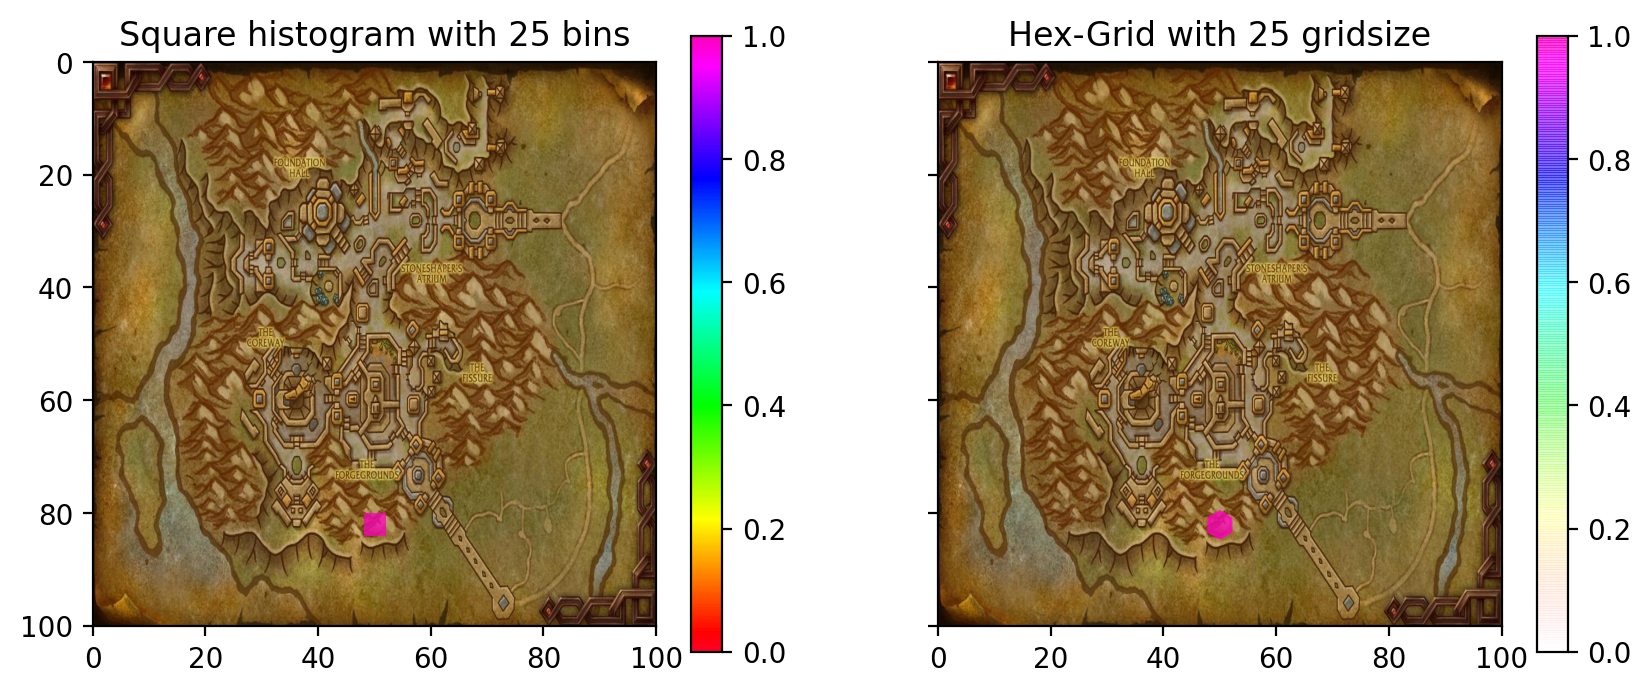 Square histogram with 25 bins
0
20
40
60
80
100
0
20
40
60
80
100
FOUNDATION
HALL
STONESHAPER'S
ATRIUM
THE
COREWAY
THE
FISSURE
THE
FORGEGROUNDS
1.0
0.8
0.6
0.4
0.2
0.0
Hex-Grid with 25 gridsize
0
20
40
60
80
100
FOUNDATION
HALL
STONESHAPER'S
ATRIUM
THE
COREWAY
THE
FISSURE
THE
FORGEGROUNDS
1.0
0.8
0.6
0.4
0.2
0.0